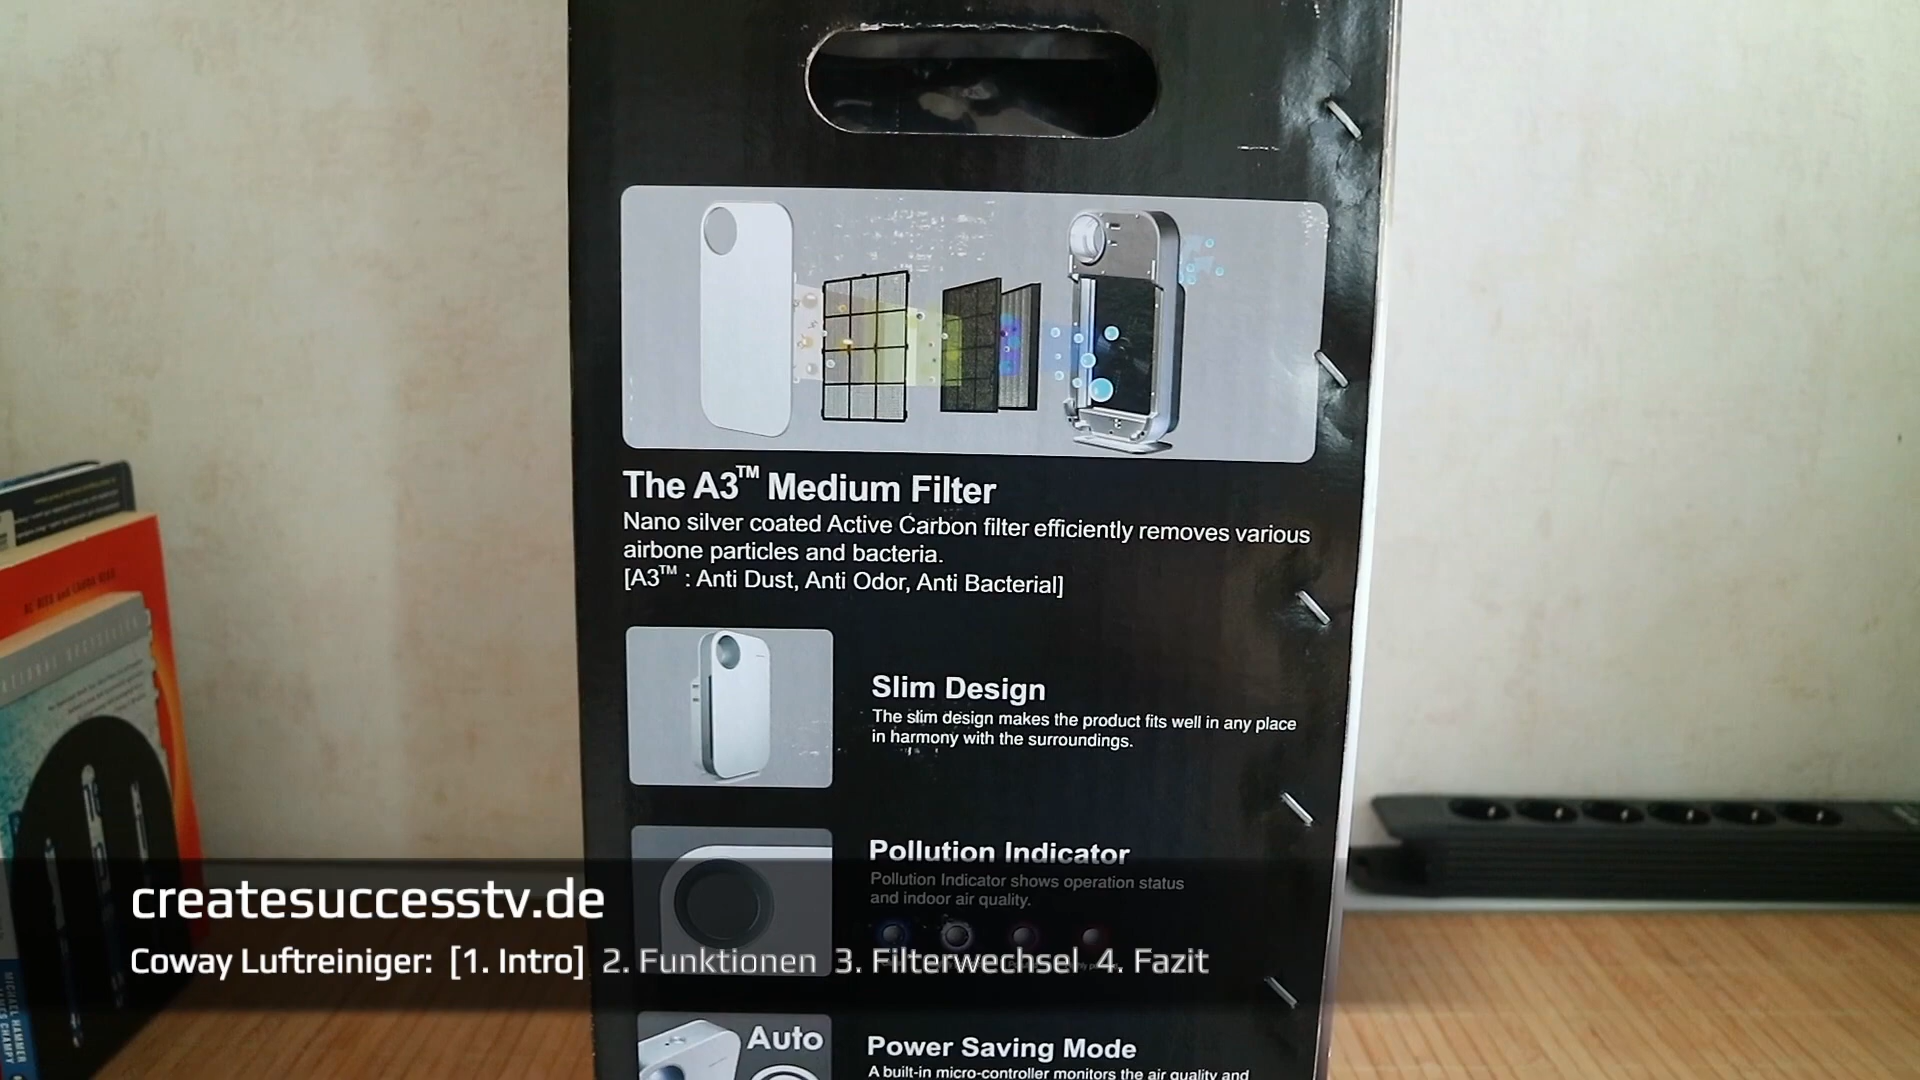 The A3™ Medium Filter
Nano silver coated Active Carbon filter efficiently removes various
airbone particles and bacteria.
[A3™ : Anti Dust, Anti Odor, Anti Bacterial]
Slim Design
The slim design makes the product fits well in any place
in harmony with the surroundings.
Pollution Indicator
Pollution Indicator shows operation status
and indoor air quality.
Auto
Power Saving Mode
A built-in micro-controller monitors the air quality and
createsuccesstv.de
Coway Luftreiniger: [1. Intro] 2. Funktionen 3. Filterwechsel 4. Fazit
MICHAEL HAMMER
JAMES CHAMPY